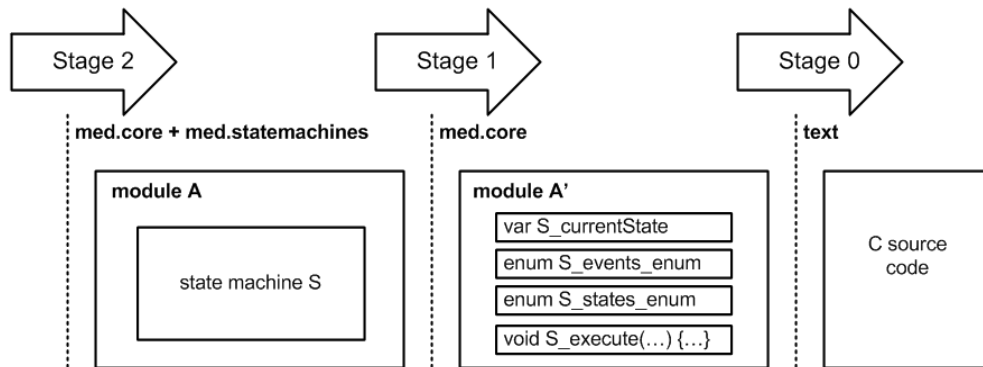 Stage 2
Stage 1
Stage 0
med.core + med.statemachines
med.core
text
module A
state machine S
module A’
var S_currentState
enum S_events_enum
enum S_states_enum
void S_execute(…) {…}
C source
code